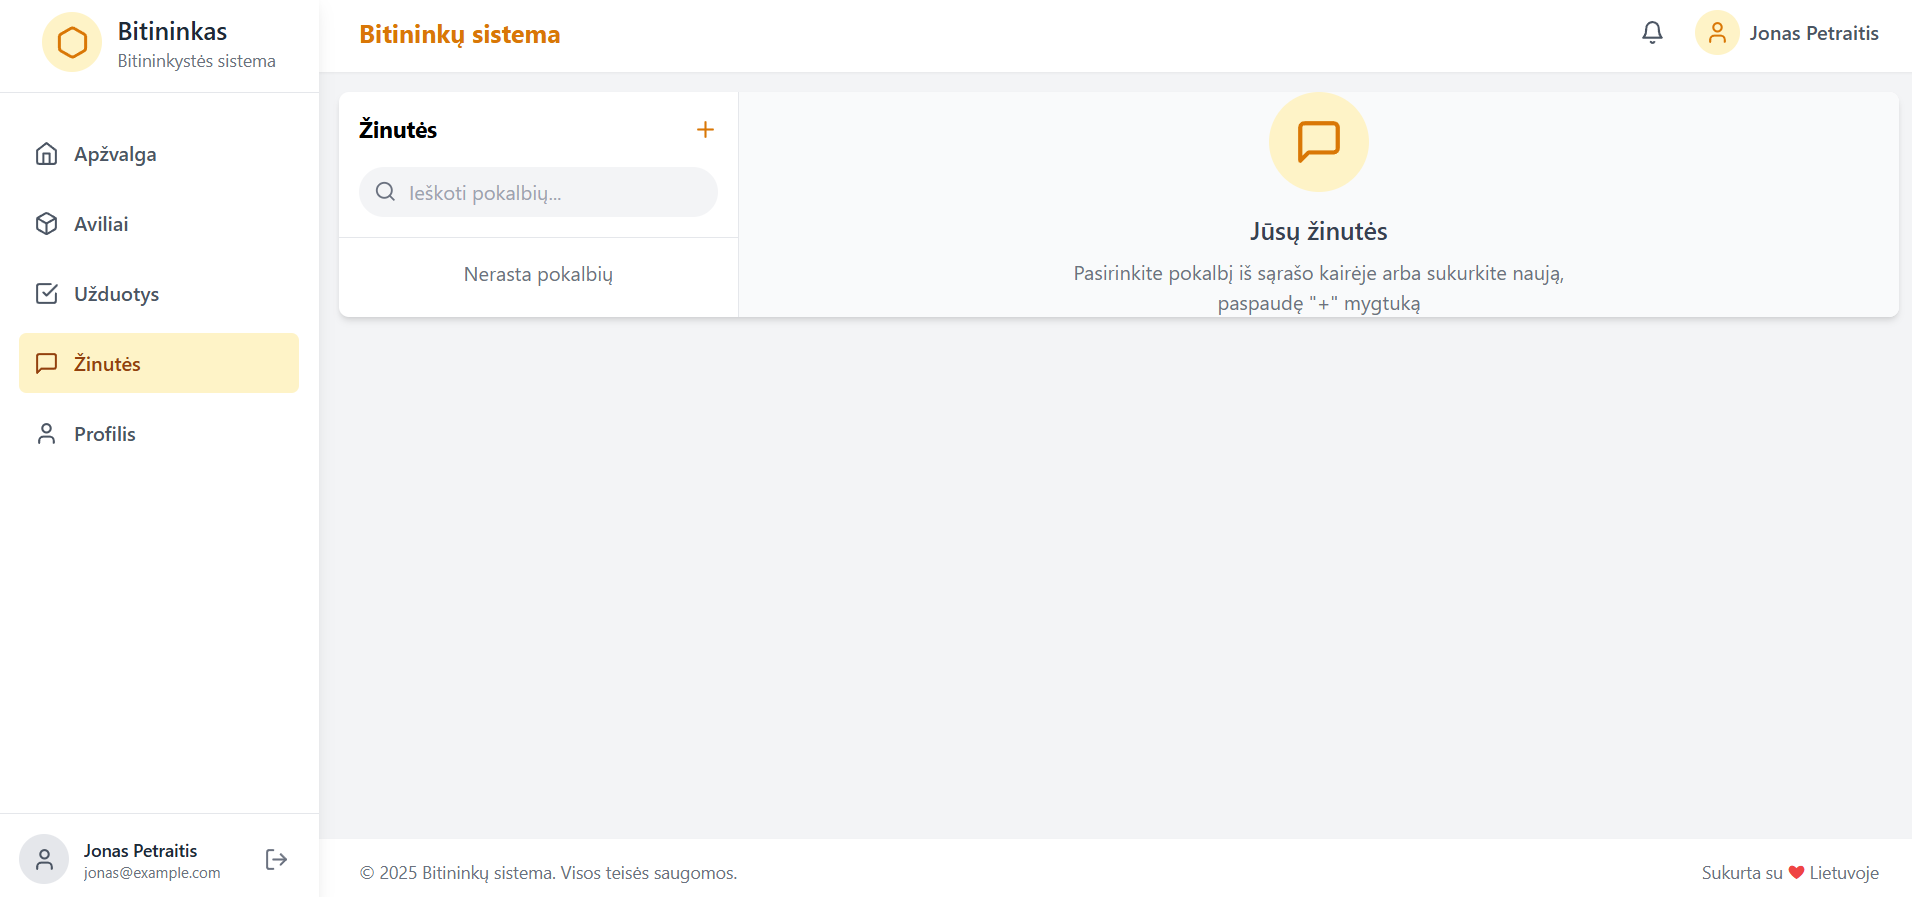 Bitininkas
Bitininkystės sistema
Apžvalga
Aviliai
Užduotys
Žinutės
Profilis
Jonas Petraitis
jonas@example.com
Bitininkų sistema
Jonas Petraitis
Žinutės
Ieškoti pokalbių...
Nerasta pokalbių
Jūsų žinutės
Pasirinkite pokalbį iš sąrašo kairėje arba sukurkite naują,
paspaudę "+" mygtuką
© 2025 Bitininkų sistema. Visos teisės saugomos.
Sukurta su ❤ Lietuvoje